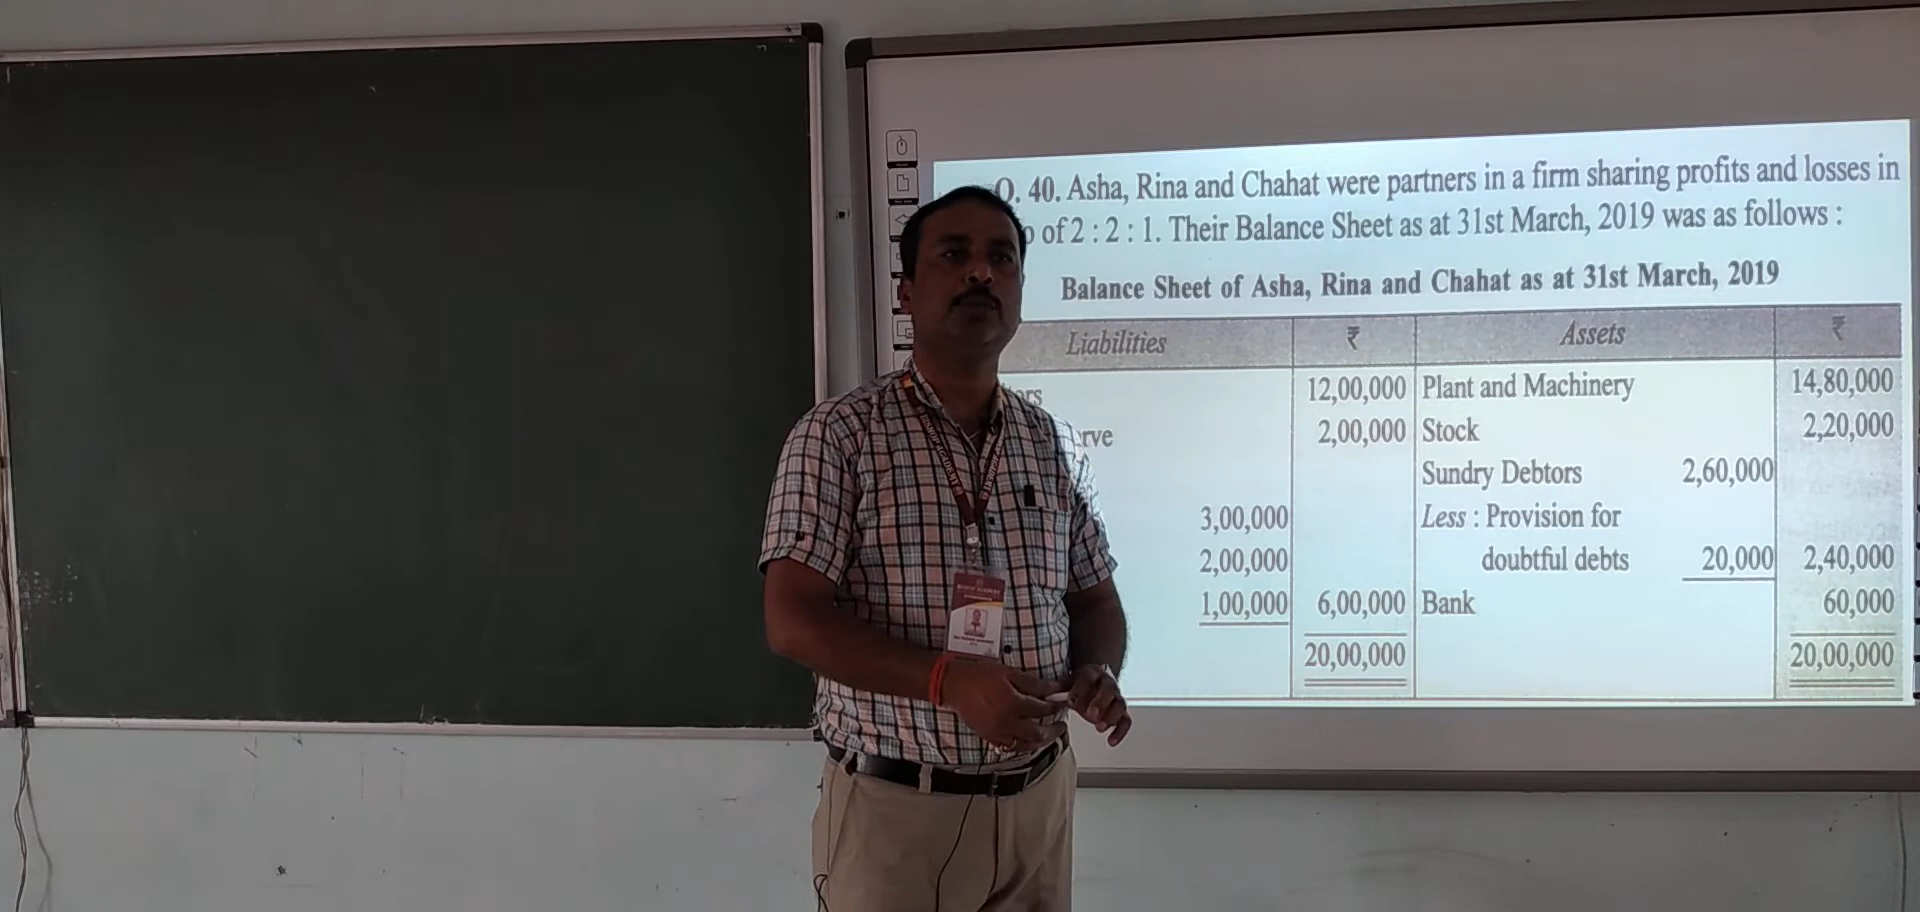 Q. 40. Asha, Rina and Chahat were partners in a firm sharing profits and losses in
of 2 : 2 : 1. Their Balance Sheet as at 31st March, 2019 was as follows :
Balance Sheet of Asha, Rina and Chahat as at 31st March, 2019
Liabilities ₹ Assets ₹
12,00,000 Plant and Machinery 14,80,000
2,00,000 Stock 2,20,000
Sundry Debtors 2,60,000
3,00,000 Less : Provision for
2,00,000 doubtful debts 20,000 2,40,000
1,00,000 6,00,000 Bank 60,000
20,00,000 20,00,000